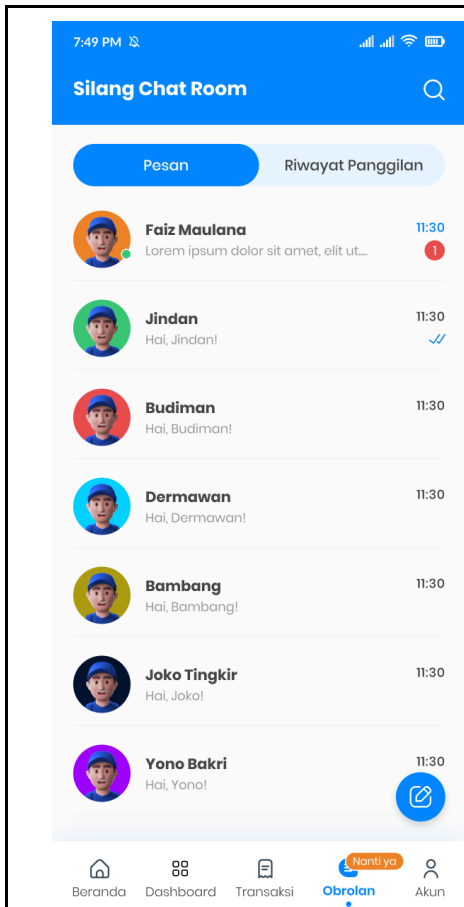 7:49 PM
Silang Chat Room
Pesan
Riwayat Panggilan
Faiz Maulana
11:30
Lorem ipsum dolor sit amet, elit ut....
1
Jindan
11:30
Hai, Jindan!
Budiman
11:30
Hai, Budiman!
Dermawan
11:30
Hai, Dermawan!
Bambang
11:30
Hai, Bambang!
Joko Tingkir
11:30
Hai, Joko!
Yono Bakri
11:30
Hai, Yono!
Nanti ya
Beranda
Dashboard
Transaksi
Obrolan
Akun